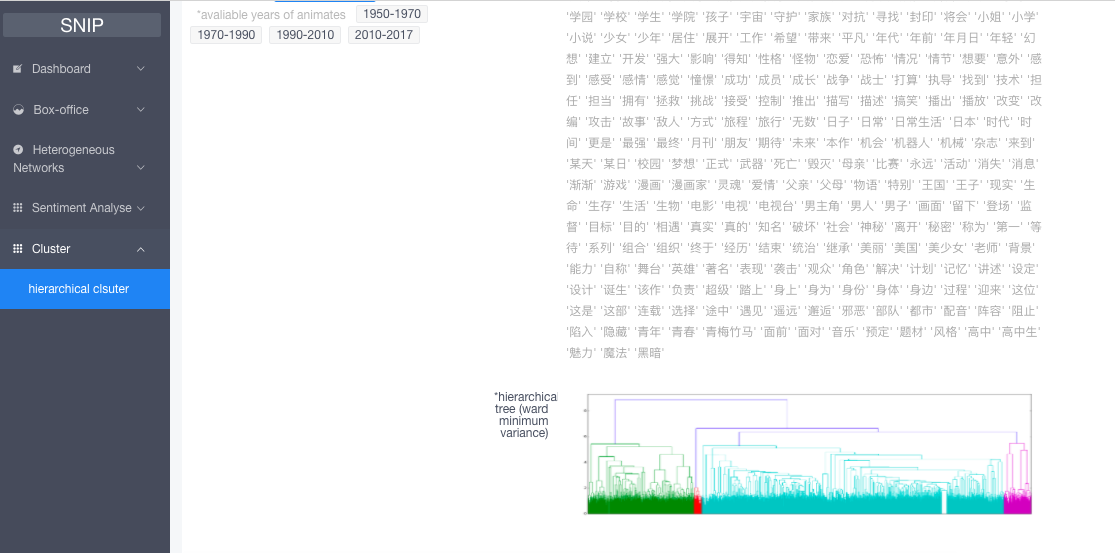 SNIP
Dashboard
Box-office
Heterogeneous
Networks
Sentiment Analyse
Cluster
hierarchical clsuter
*avaliable years of animates
1950-1970
1970-1990
1990-2010
2010-2017
'学园' '学校' '学生' '学院' '孩子' '宇宙' '守护' '家族' '对抗' '寻找' '封印' '将会' '小姐' '小学'
'小说' '少女' '少年' '居住' '展开' '工作' '希望' '带来' '平凡' '年代' '年前' '年月日' '年轻' '幻
想' '建立' '开发' '强大' '影响' '得知' '性格' '怪物' '恋爱' '恐怖' '情况' '情节' '想要' '意外' '感
到' '感受' '感情' '感觉' '憧憬' '成功' '成员' '成长' '战争' '战士' '打算' '执导' '找到' '技术' '担
任' '担当' '拥有' '拯救' '挑战' '接受' '控制' '推出' '描写' '描述' '搞笑' '播出' '播放' '改变' '改
编' '攻击' '故事' '敌人' '方式' '旅程' '旅行' '无数' '日子' '日常' '日常生活' '日本' '时代' '时
间' '更是' '最强' '最终' '月刊' '朋友' '期待' '未来' '本作' '机会' '机器人' '机械' '杂志' '来到'
'某天' '某日' '校园' '梦想' '正式' '武器' '死亡' '毁灭' '母亲' '比赛' '永远' '活动' '消失' '消息'
'渐渐' '游戏' '漫画' '漫画家' '灵魂' '爱情' '父亲' '父母' '物语' '特别' '王国' '王子' '现实' '生
命' '生存' '生活' '生物' '电影' '电视' '电视台' '男主角' '男人' '男子' '画面' '留下' '登场' '监
督' '目标' '目的' '相遇' '真实' '真的' '知名' '破坏' '社会' '神秘' '离开' '秘密' '称为' '第一' '等
待' '系列' '组合' '组织' '终于' '经历' '结束' '统治' '继承' '美丽' '美国' '美少女' '老师' '背景'
'能力' '自称' '舞台' '英雄' '著名' '表现' '袭击' '观众' '角色' '解决' '计划' '记忆' '讲述' '设定'
'设计' '诞生' '该作' '负责' '超级' '踏上' '身上' '身为' '身份' '身体' '身边' '过程' '迎来' '这位'
'这是' '这部' '连载' '选择' '途中' '遇见' '遥远' '邂逅' '邪恶' '部队' '都市' '配音' '阵容' '阻止'
'陷入' '隐藏' '青年' '青春' '青梅竹马' '面前' '面对' '音乐' '预定' '题材' '风格' '高中' '高中生'
'魅力' '魔法' '黑暗'
*hierarchical
tree (ward
minimum
variance)